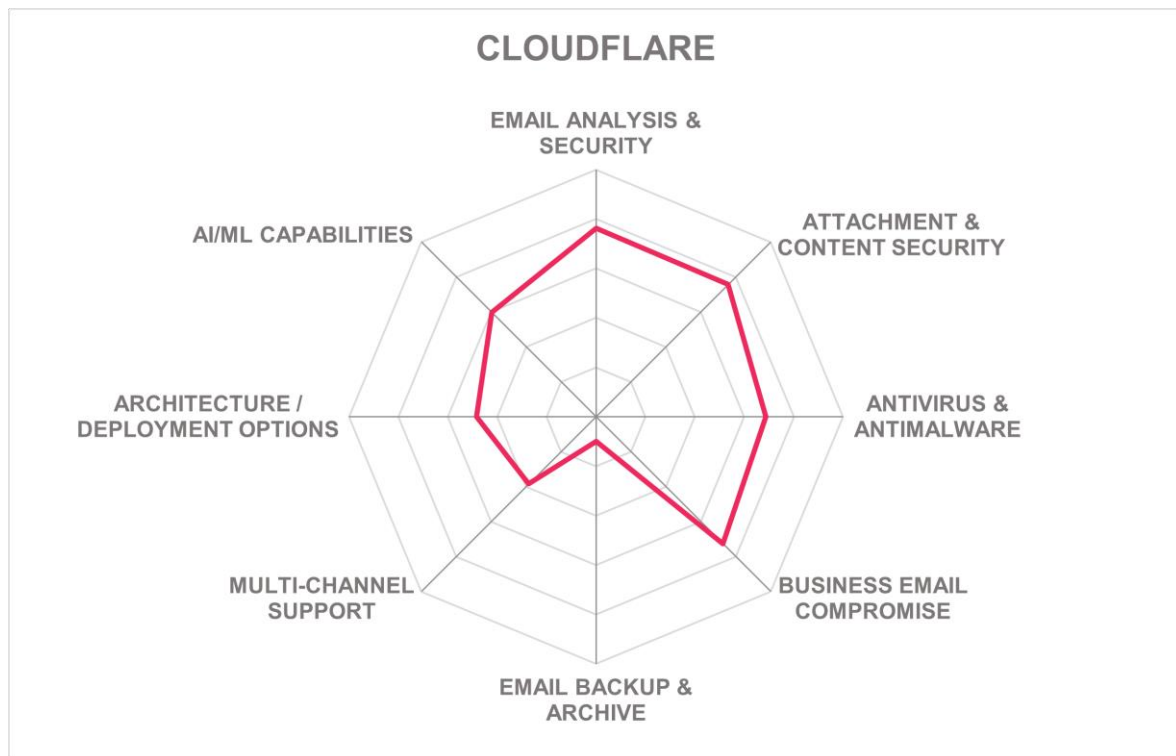 CLOUDFLARE
EMAIL ANALYSIS &
SECURITY
AI/ML CAPABILITIES
ATTACHMENT &
CONTENT SECURITY
ARCHITECTURE /
DEPLOYMENT OPTIONS
ANTIVIRUS &
ANTIMALWARE
MULTI-CHANNEL
SUPPORT
BUSINESS EMAIL
COMPROMISE
EMAIL BACKUP &
ARCHIVE